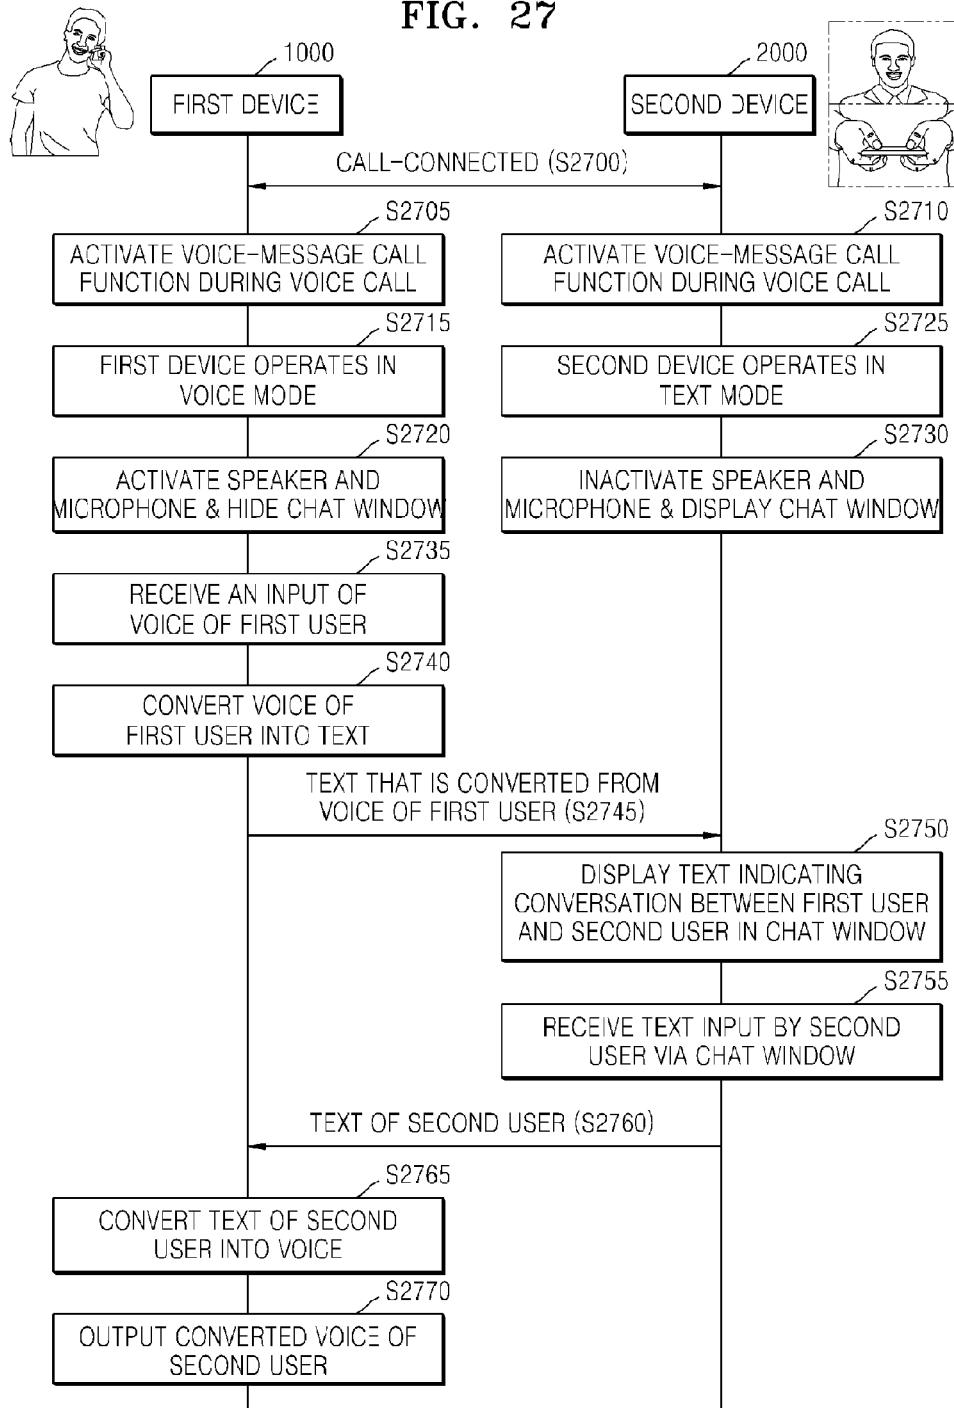 FIG. 27
1000
2000
FIRST DEVICE
SECOND DEVICE
CALL-CONNECTED (S2700)
S2705
ACTIVATE VOICE-MESSAGE CALL
FUNCTION DURING VOICE CALL
S2710
ACTIVATE VOICE-MESSAGE CALL
FUNCTION DURING VOICE CALL
S2715
FIRST DEVICE OPERATES IN
VOICE MODE
S2725
SECOND DEVICE OPERATES IN
TEXT MODE
S2720
ACTIVATE SPEAKER AND
MICROPHONE & HIDE CHAT WINDOW
S2730
INACTIVATE SPEAKER AND
MICROPHONE & DISPLAY CHAT WINDOW
S2735
RECEIVE AN INPUT OF
VOICE OF FIRST USER
S2740
CONVERT VOICE OF
FIRST USER INTO TEXT
TEXT THAT IS CONVERTED FROM
VOICE OF FIRST USER (S2745)
S2750
DISPLAY TEXT INDICATING
CONVERSATION BETWEEN FIRST USER
AND SECOND USER IN CHAT WINDOW
S2755
RECEIVE TEXT INPUT BY SECOND
USER VIA CHAT WINDOW
TEXT OF SECOND USER (S2760)
S2765
CONVERT TEXT OF SECOND
USER INTO VOICE
S2770
OUTPUT CONVERTED VOICE OF
SECOND USER